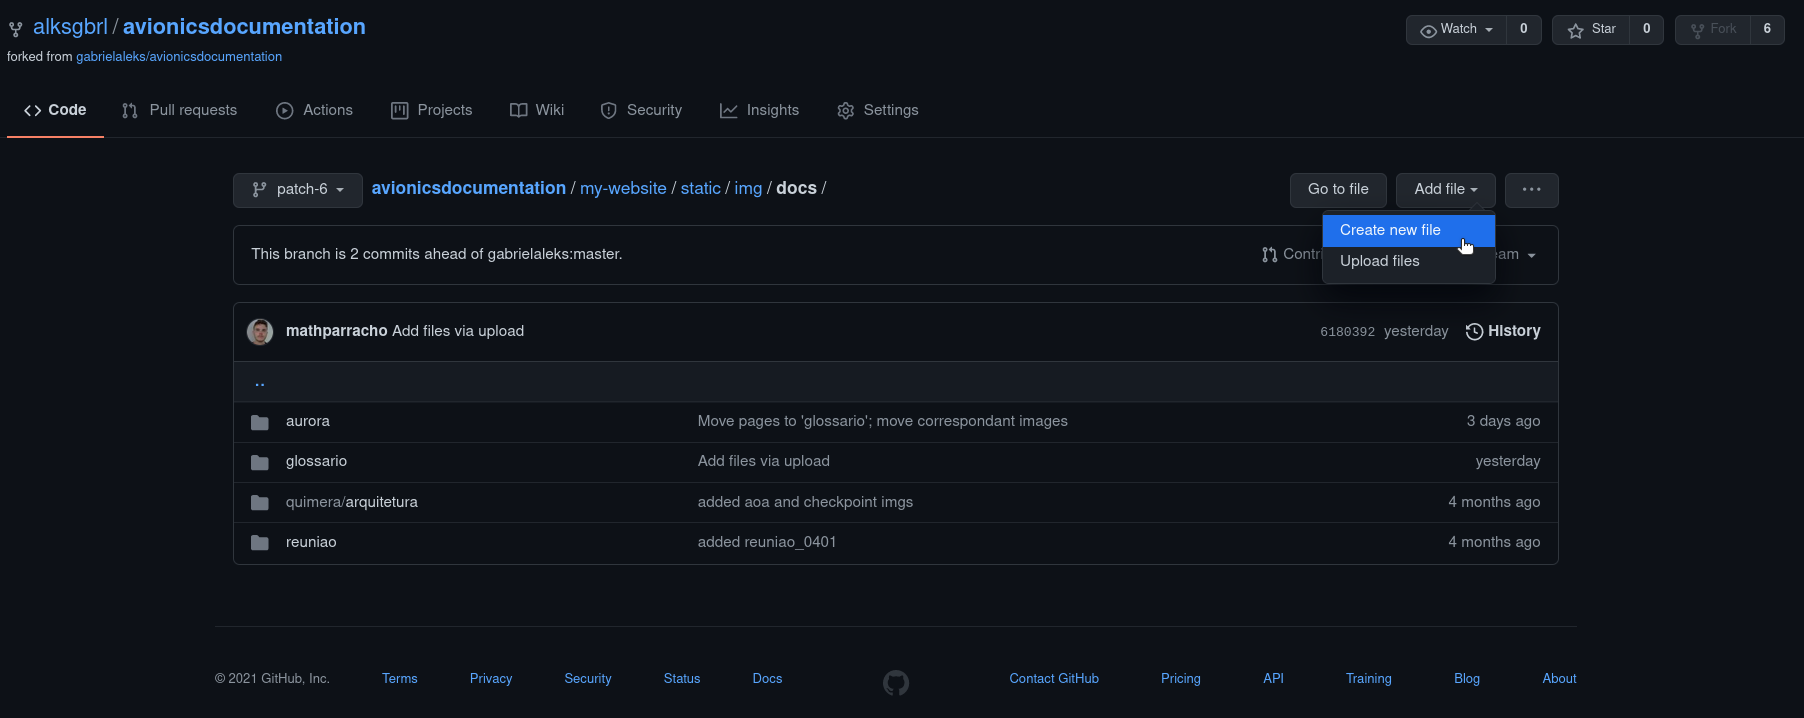 alksgbrl / avionicsdocumentation
Watch 0 Star 0 Fork 6
forked from gabrielaleks/avionicsdocumentation
Code Pull requests Actions Projects Wiki Security Insights Settings
patch-6 avionicsdocumentation / my-website / static / img / docs /
Go to file Add file ...
Create new file
Upload files
This branch is 2 commits ahead of gabrielaleks:master.
mathparracho Add files via upload 6180392 yesterday History
..
aurora Move pages to 'glossario'; move correspondant images 3 days ago
glossario Add files via upload yesterday
quimera/arquitetura added aoa and checkpoint imgs 4 months ago
reuniao added reuniao_0401 4 months ago
© 2021 GitHub, Inc. Terms Privacy Security Status Docs Contact GitHub Pricing API Training Blog About